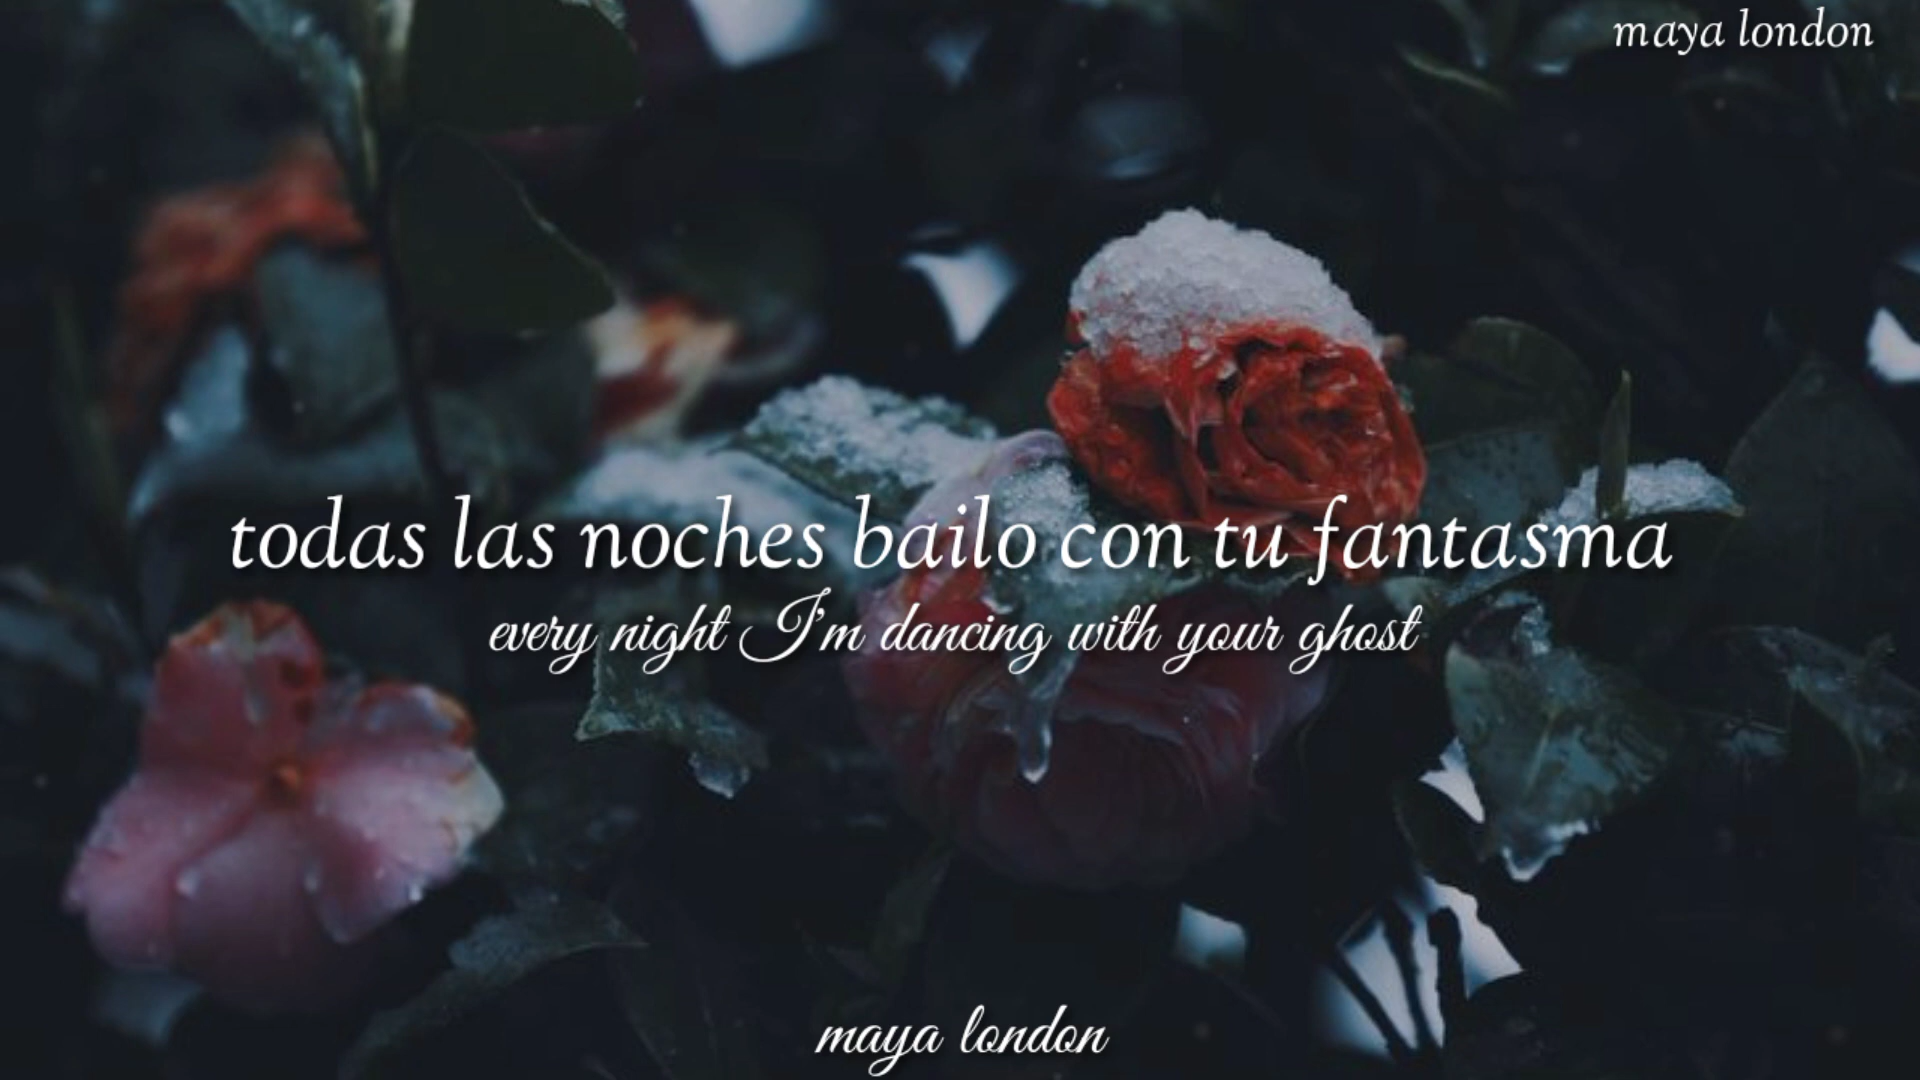 maya london
todas las noches bailo con tu fantasma
every night I'm dancing with your ghost
maya london